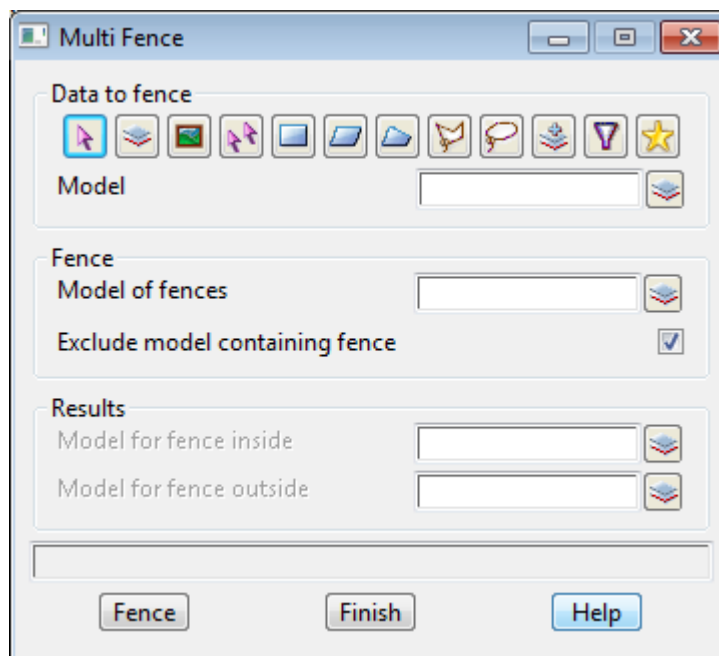 Multi Fence
Data to fence
Model
Fence
Model of fences
Exclude model containing fence
Results
Model for fence inside
Model for fence outside
Fence Finish Help